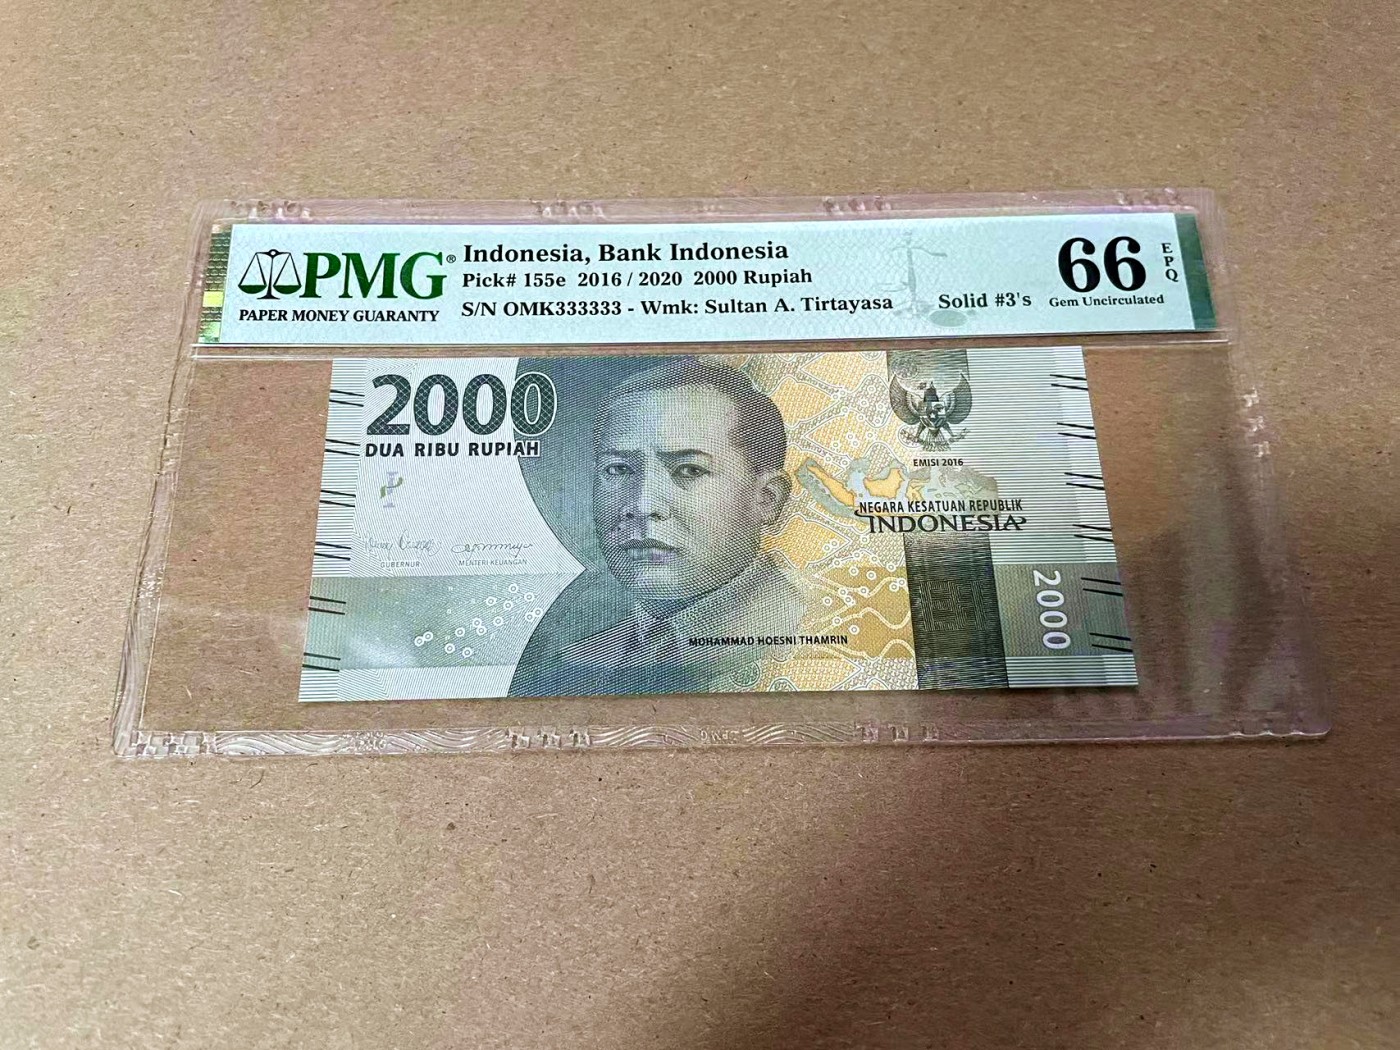 PMG®
PAPER MONEY GUARANTY
Indonesia, Bank Indonesia
Pick# 155e 2016 / 2020 2000 Rupiah
S/N OMK333333 - Wmk: Sultan A. Tirtayasa
Solid #3's
66 EPQ
Gem Uncirculated
2000
DUA RIBU RUPIAH
GUBERNUR
MENTERI KEUANGAN
MOHAMMAD HOESNI THAMRIN
EMISI 2016
NEGARA KESATUAN REPUBLIK
INDONESIA
2000
PMG